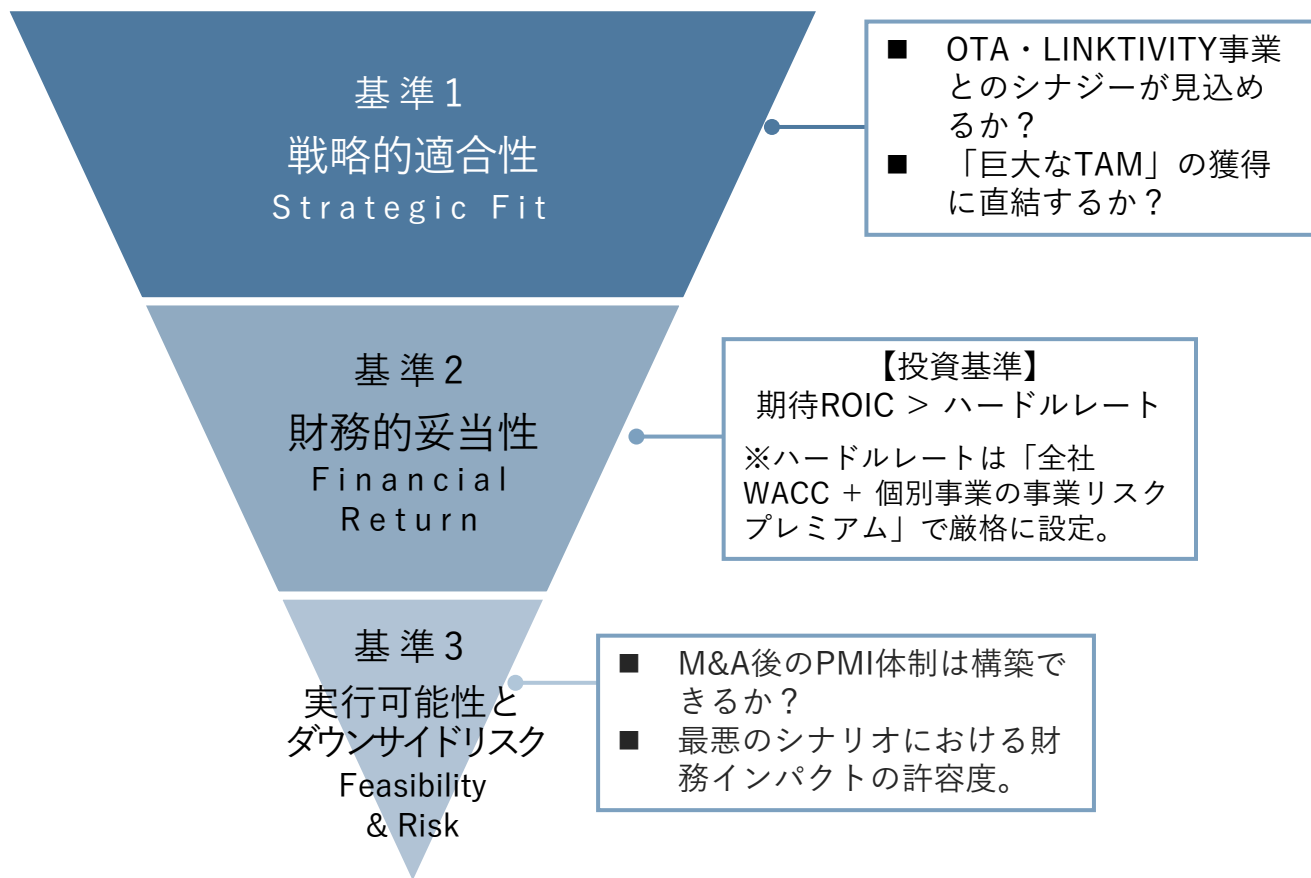 基準1
戦略的適合性
Strategic Fit
■ OTA・LINKTIVITY事業
とのシナジーが見込め
るか？
■ 「巨大なTAM」の獲得
に直結するか？
基準2
財務的妥当性
Financial
Return
【投資基準】
期待ROIC > ハードルレート
※ハードルレートは「全社
WACC + 個別事業の事業リスク
プレミアム」で厳格に設定。
基準3
実行可能性と
ダウンサイドリスク
Feasibility
& Risk
■ M&A後のPMI体制は構築で
きるか？
■ 最悪のシナリオにおける財
務インパクトの許容度。